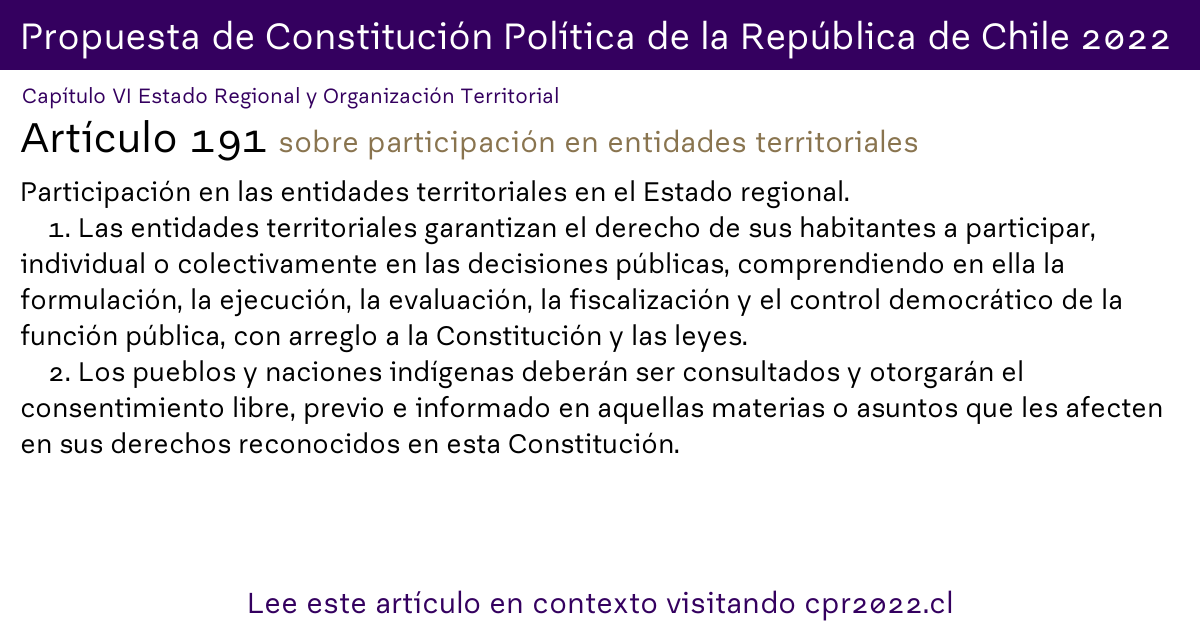 Propuesta de Constitución Política de la República de Chile 2022
Capítulo VI Estado Regional y Organización Territorial
Artículo 191 sobre participación en entidades territoriales
Participación en las entidades territoriales en el Estado regional.
1. Las entidades territoriales garantizan el derecho de sus habitantes a participar,
individual o colectivamente en las decisiones públicas, comprendiendo en ella la
formulación, la ejecución, la evaluación, la fiscalización y el control democrático de la
función pública, con arreglo a la Constitución y las leyes.
2. Los pueblos y naciones indígenas deberán ser consultados y otorgarán el
consentimiento libre, previo e informado en aquellas materias o asuntos que les afecten
en sus derechos reconocidos en esta Constitución.
Lee este artículo en contexto visitando cpr2022.cl